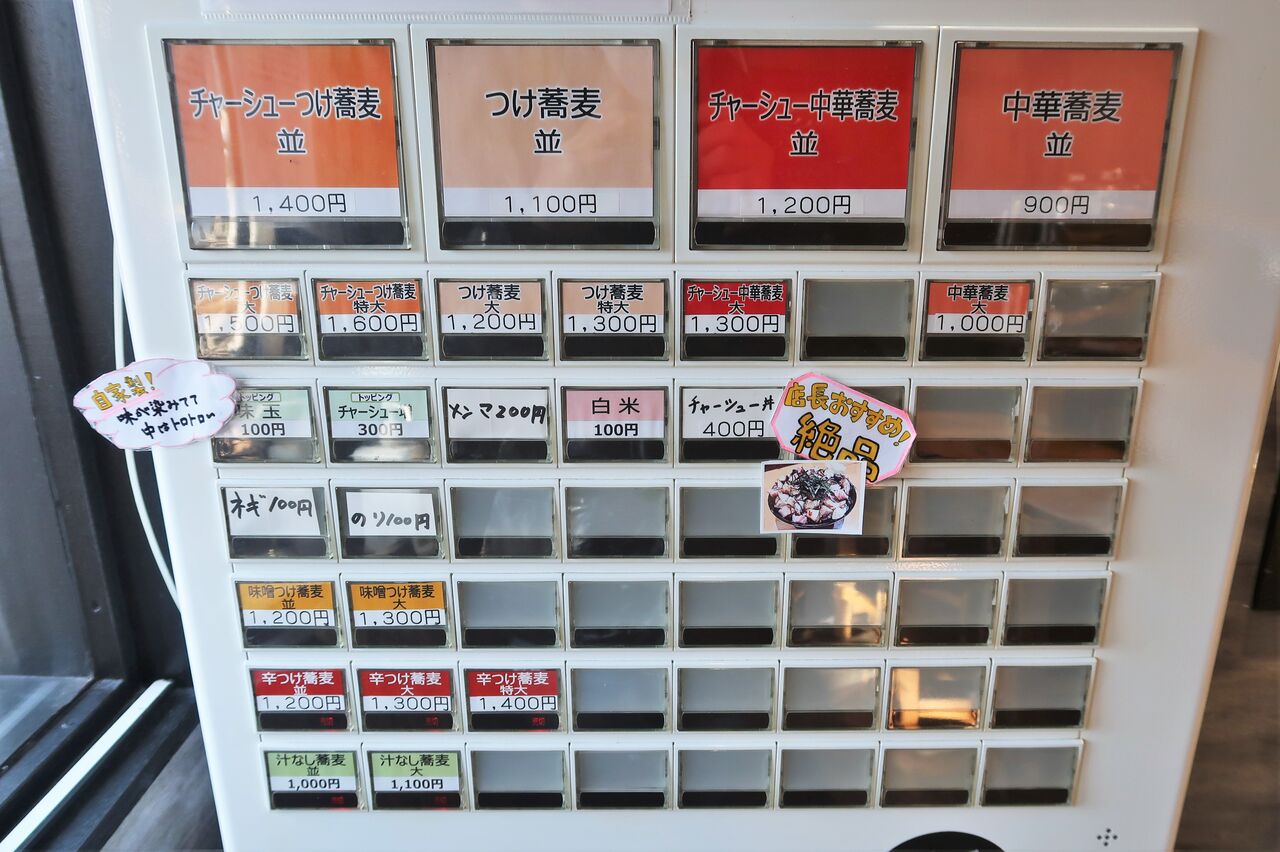 チャーシューつけ蕎麦
並
1,400円
つけ蕎麦
並
1,100円
チャーシュー中華蕎麦
並
1,200円
中華蕎麦
並
900円
チャーシューつけ蕎麦
大
1,500円
チャーシューつけ蕎麦
特大
1,600円
つけ蕎麦
大
1,200円
つけ蕎麦
特大
1,300円
チャーシュー中華蕎麦
大
1,300円
中華蕎麦
大
1,000円
自家製!
味べ染みてて
中はトロトロ〜
トッピング
味玉
100円
トッピング
チャーシュー
300円
メンマ200円
白米
100円
チャーシュー丼
400円
店長おすすめ!
絶品
ネギ100円
のり100円
味噌つけ蕎麦
並
1,200円
味噌つけ蕎麦
大
1,300円
辛つけ蕎麦
並
1,200円
売切
辛つけ蕎麦
大
1,300円
売切
辛つけ蕎麦
特大
1,400円
売切
汁なし蕎麦
並
1,000円
売切
汁なし蕎麦
大
1,100円
売切